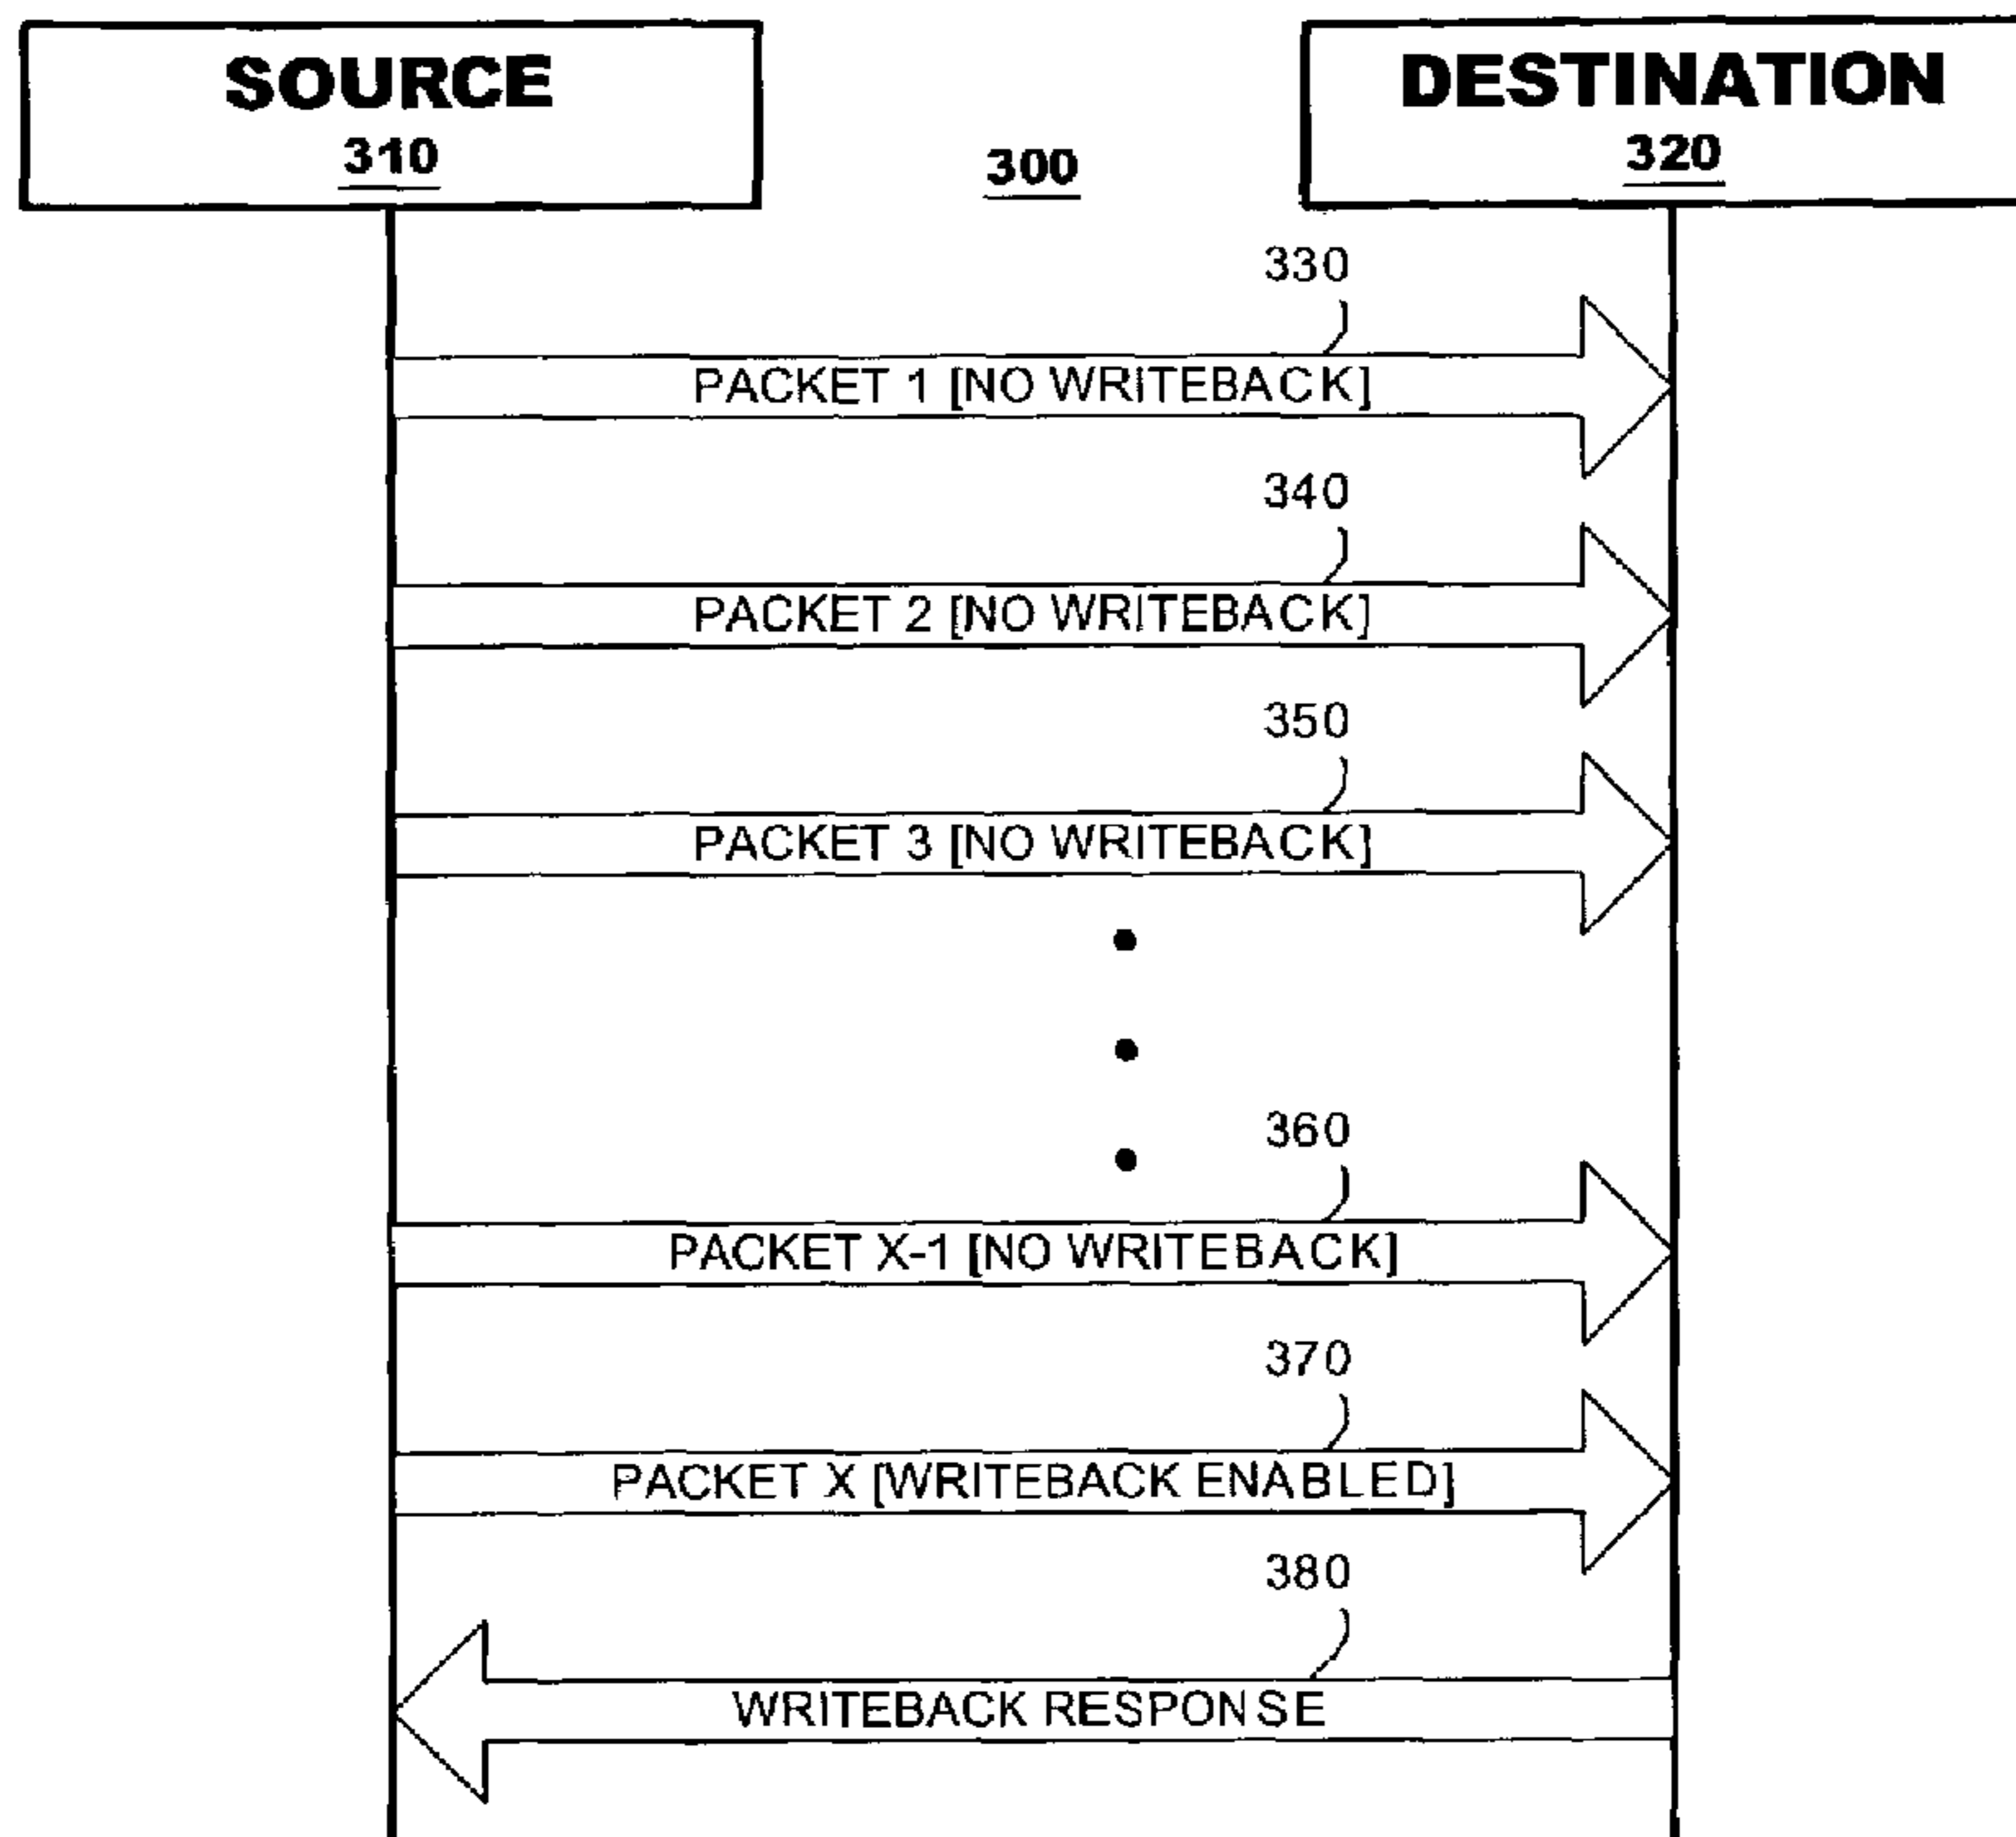 SOURCE
310
DESTINATION
320
300
330
PACKET 1 [NO WRITEBACK]
340
PACKET 2 [NO WRITEBACK]
350
PACKET 3 [NO WRITEBACK]
360
PACKET X-1 [NO WRITEBACK]
370
PACKET X [WRITEBACK ENABLED]
380
WRITEBACK RESPONSE